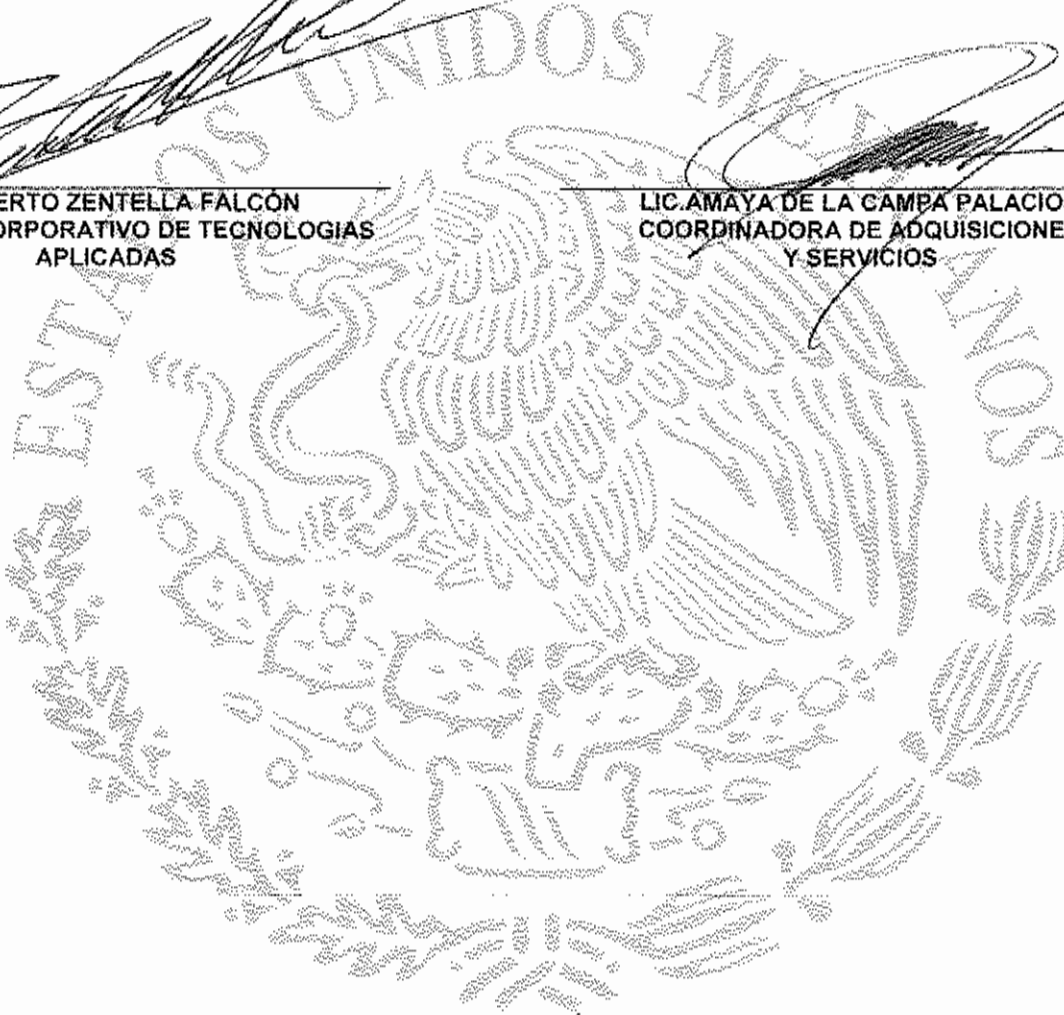 ESTADOS UNIDOS MEXICANOS
ERTO ZENTELLA FALCÓN
ORPORATIVO DE TECNOLOGIAS
APLICADAS
LIC.AMAYA DE LA CAMPA PALACIO
COORDINADORA DE ADQUISICIONE
Y SERVICIOS